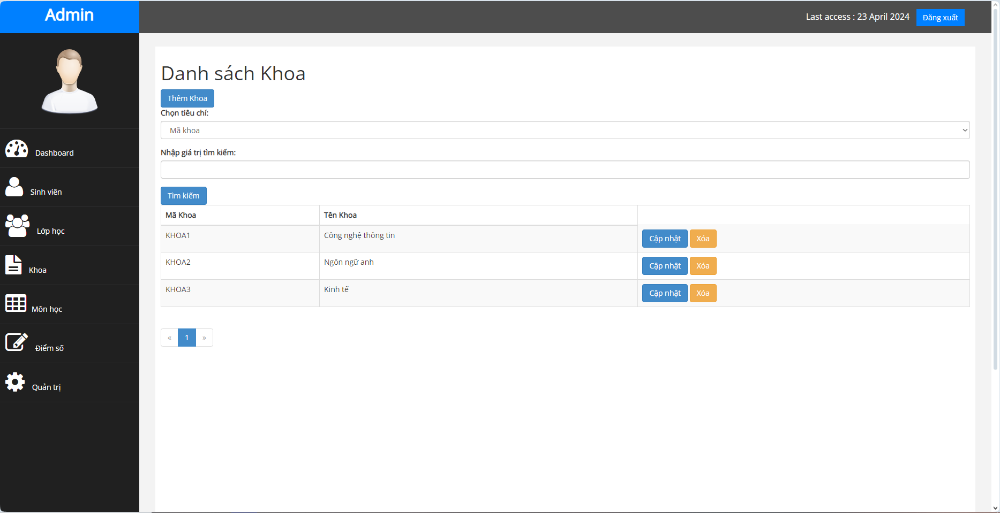 Admin
Last access : 23 April 2024 Đăng xuất
Dashboard
Sinh viên
Lớp học
Khoa
Môn học
Điểm số
Quản trị
Danh sách Khoa
Thêm Khoa
Chọn tiêu chí:
Mã khoa
Nhập giá trị tìm kiếm:
Tìm kiếm
Mã Khoa Tên Khoa
KHOA1 Công nghệ thông tin Cập nhật Xóa
KHOA2 Ngôn ngữ anh Cập nhật Xóa
KHOA3 Kinh tế Cập nhật Xóa
« 1 »